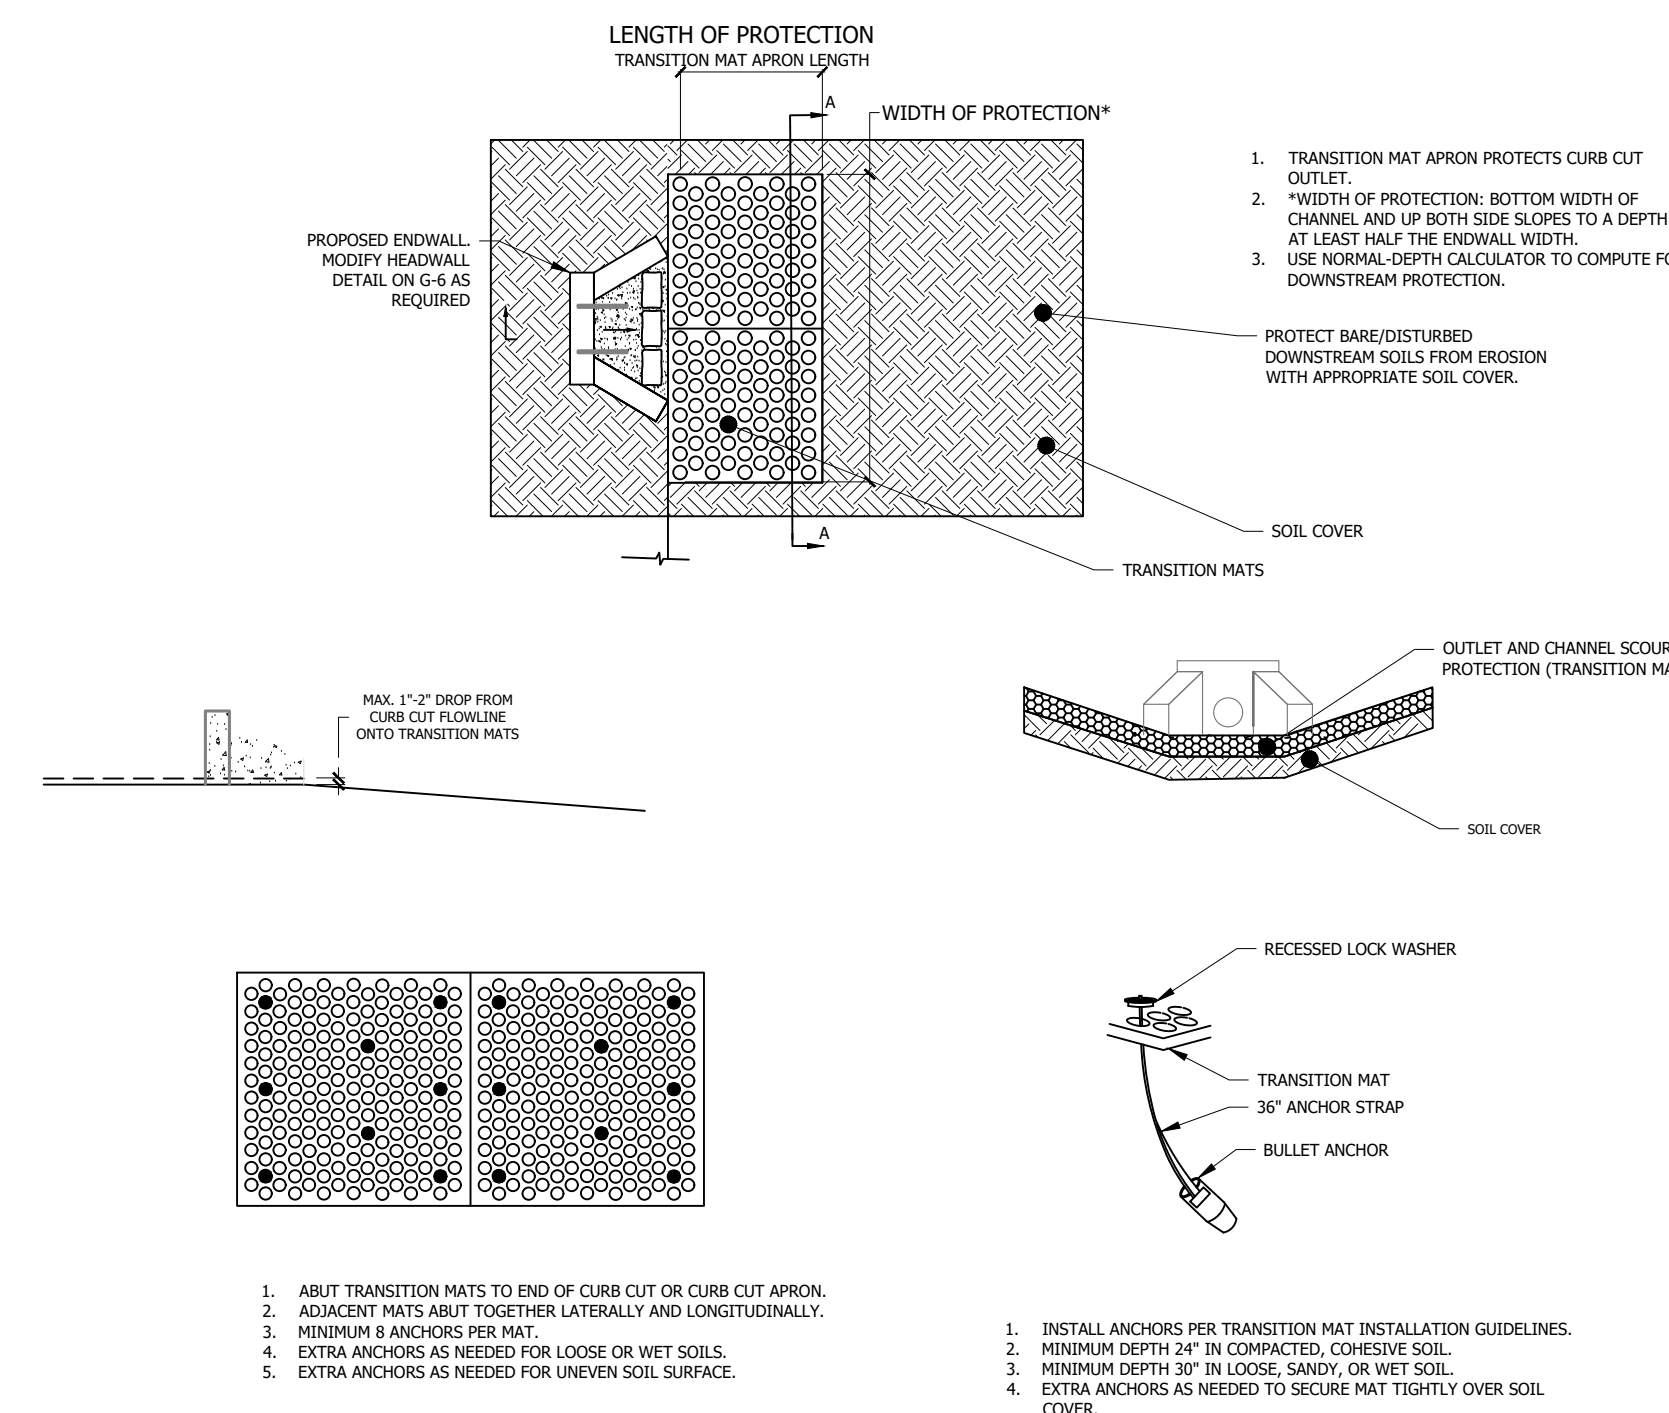 LENGTH OF PROTECTION
TRANSITION MAT APRON LENGTH
A
WIDTH OF PROTECTION*
1. TRANSITION MAT APRON PROTECTS CURB CUT
OUTLET.
2. *WIDTH OF PROTECTION: BOTTOM WIDTH OF
CHANNEL AND UP BOTH SIDE SLOPES TO A DEPTH
AT LEAST HALF THE ENDWALL WIDTH.
3. USE NORMAL-DEPTH CALCULATOR TO COMPUTE
DOWNSTREAM PROTECTION.
PROPOSED ENDWALL.
MODIFY HEADWALL
DETAIL ON G-6 AS
REQUIRED
PROTECT BARE/DISTURBED
DOWNSTREAM SOILS FROM EROSION
WITH APPROPRIATE SOIL COVER.
SOIL COVER
A
TRANSITION MATS
MAX. 1"-2" DROP FROM
CURB CUT FLOWLINE
ONTO TRANSITION MATS
OUTLET AND CHANNEL SCOUR
PROTECTION (TRANSITION
SOIL COVER
RECESSED LOCK WASHER
TRANSITION MAT
36" ANCHOR STRAP
BULLET ANCHOR
1. ABUT TRANSITION MATS TO END OF CURB CUT OR CURB CUT APRON.
2. ADJACENT MATS ABUT TOGETHER LATERALLY AND LONGITUDINALLY.
3. MINIMUM 8 ANCHORS PER MAT.
4. EXTRA ANCHORS AS NEEDED FOR LOOSE OR WET SOILS.
5. EXTRA ANCHORS AS NEEDED FOR UNEVEN SOIL SURFACE.
1. INSTALL ANCHORS PER TRANSITION MAT INSTALLATION GUIDELINES.
2. MINIMUM DEPTH 24" IN COMPACTED, COHESIVE SOIL.
3. MINIMUM DEPTH 30" IN LOOSE, SANDY, OR WET SOIL.
4. EXTRA ANCHORS AS NEEDED TO SECURE MAT TIGHTLY OVER SOIL
COVER.